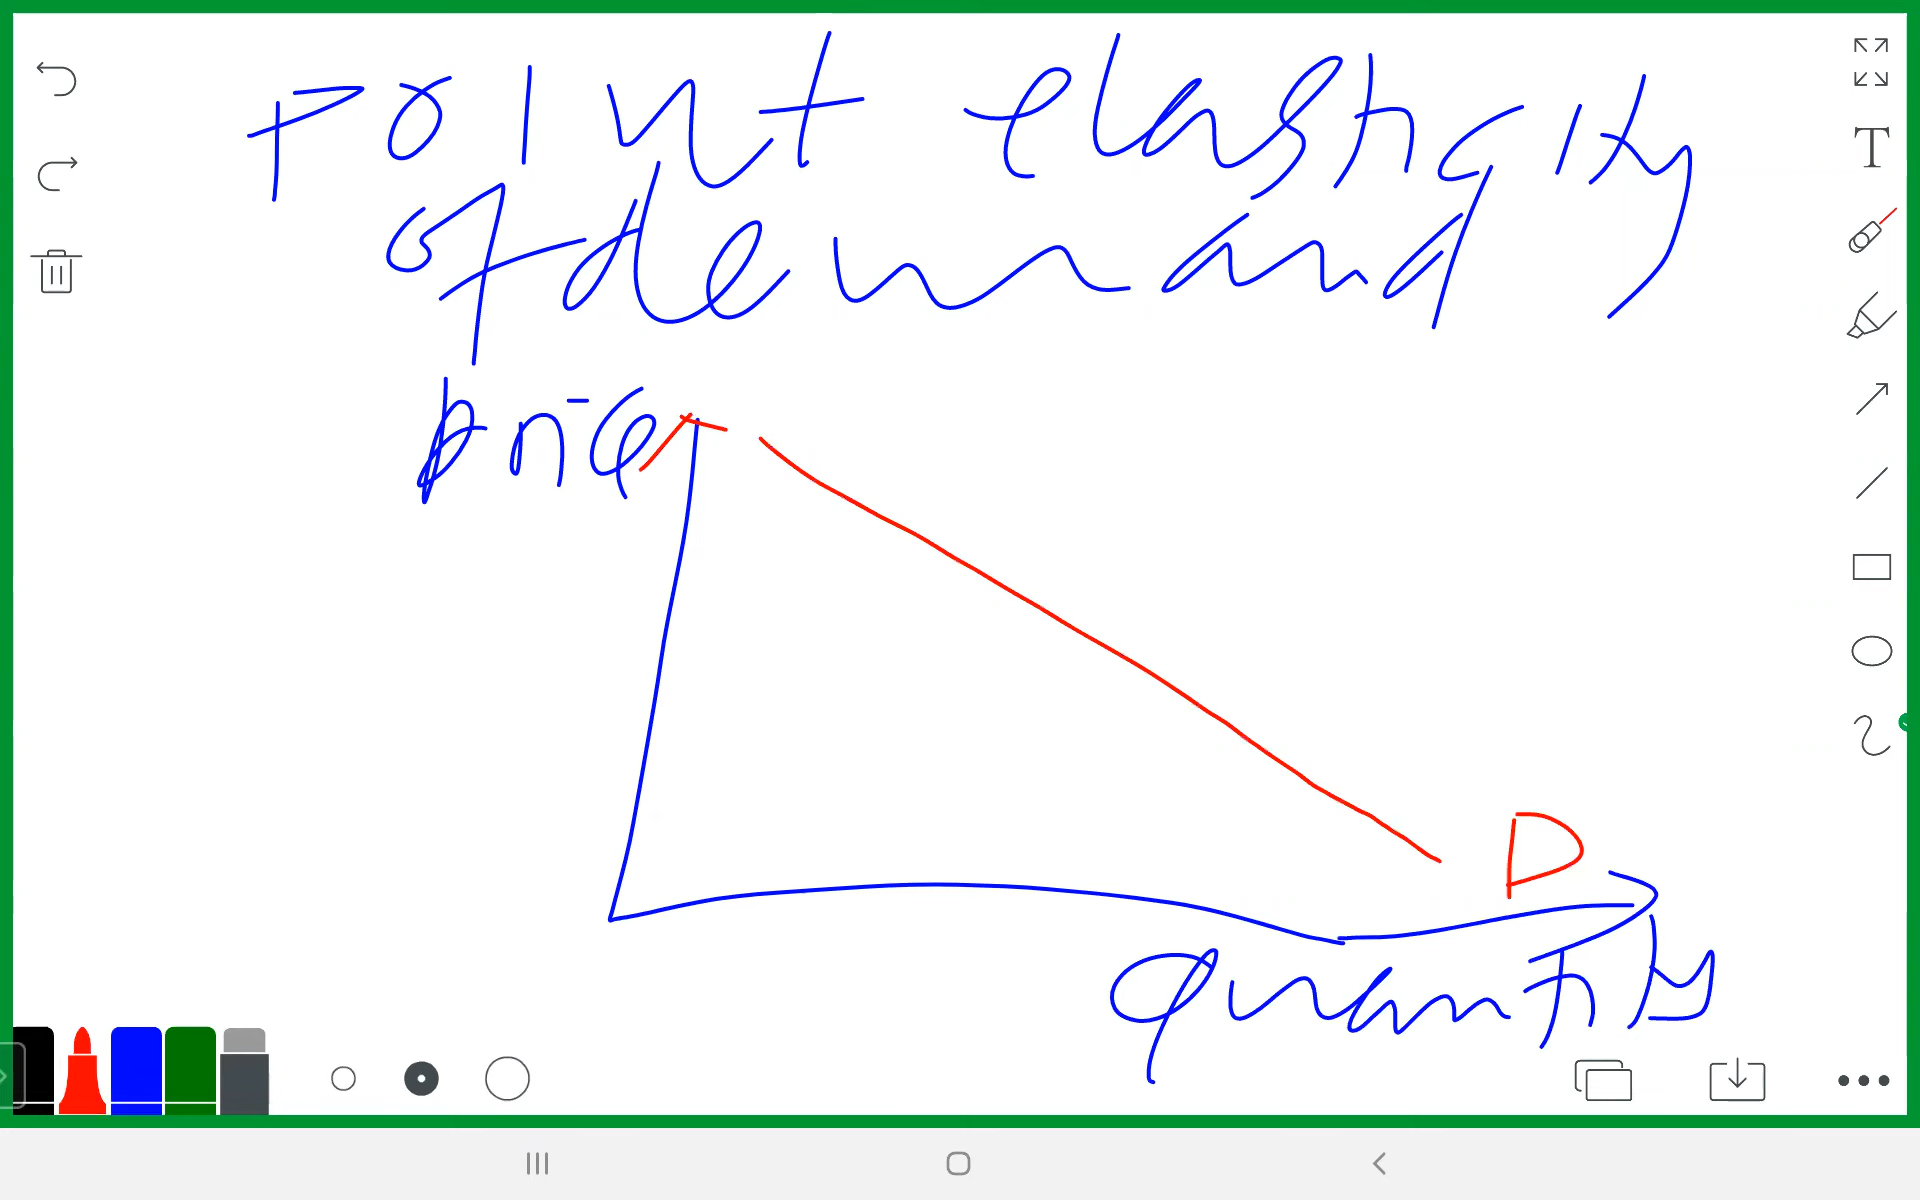 Point elasticity
of demand
price
D
quantity
T